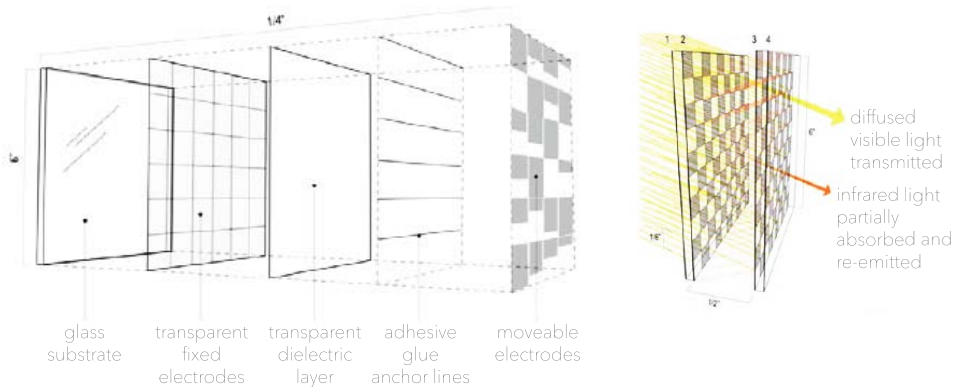 1/4"
6"
glass
substrate
transparent
fixed
electrodes
transparent
dielectric
layer
adhesive
glue
anchor lines
moveable
electrodes
1 2 3 4
6"
diffused
visible light
transmitted
infrared light
partially
absorbed and
re-emitted
1/8"
1/2"